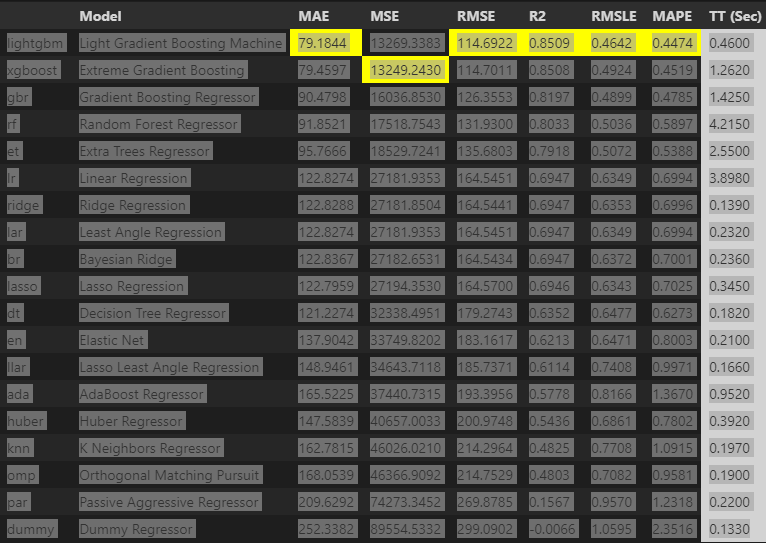 Model MAE MSE RMSE R2 RMSLE MAPE TT (Sec)
lightgbm Light Gradient Boosting Machine 79.1844 13269.3383 114.6922 0.8509 0.4642 0.4474 0.4600
xgboost Extreme Gradient Boosting 79.4597 13249.2430 114.7011 0.8508 0.4924 0.4519 1.2620
gbr Gradient Boosting Regressor 90.4798 16036.8530 126.3553 0.8197 0.4899 0.4785 1.4250
rf Random Forest Regressor 91.8521 17518.7543 131.9300 0.8033 0.5036 0.5897 4.2150
et Extra Trees Regressor 95.7666 18529.7241 135.6803 0.7918 0.5072 0.5388 2.5500
lr Linear Regression 122.8274 27181.9353 164.5451 0.6947 0.6349 0.6994 3.8980
ridge Ridge Regression 122.8288 27181.8504 164.5441 0.6947 0.6353 0.6996 0.1390
lar Least Angle Regression 122.8274 27181.9353 164.5451 0.6947 0.6349 0.6994 0.2320
br Bayesian Ridge 122.8367 27182.6531 164.5434 0.6947 0.6372 0.7001 0.2360
lasso Lasso Regression 122.7959 27194.3530 164.5700 0.6946 0.6343 0.7025 0.3450
dt Decision Tree Regressor 121.2274 32338.4951 179.2743 0.6352 0.6477 0.6273 0.1820
en Elastic Net 137.9042 33749.8202 183.1617 0.6213 0.6471 0.8003 0.2100
llar Lasso Least Angle Regression 148.9461 34643.7118 185.7371 0.6114 0.7408 0.9971 0.1660
ada AdaBoost Regressor 165.5225 37440.7315 193.3956 0.5778 0.8166 1.3670 0.9520
huber Huber Regressor 147.5839 40657.0033 200.9748 0.5436 0.6861 0.7802 0.3920
knn K Neighbors Regressor 162.7815 46026.0210 214.2964 0.4825 0.7708 1.0915 0.1970
omp Orthogonal Matching Pursuit 168.0539 46366.9092 214.7529 0.4803 0.7082 0.9581 0.1900
par Passive Aggressive Regressor 209.6292 74273.3452 269.8785 0.1567 0.9570 1.2318 0.2200
dummy Dummy Regressor 252.3382 89554.5332 299.0902 -0.0066 1.0595 2.3516 0.1330